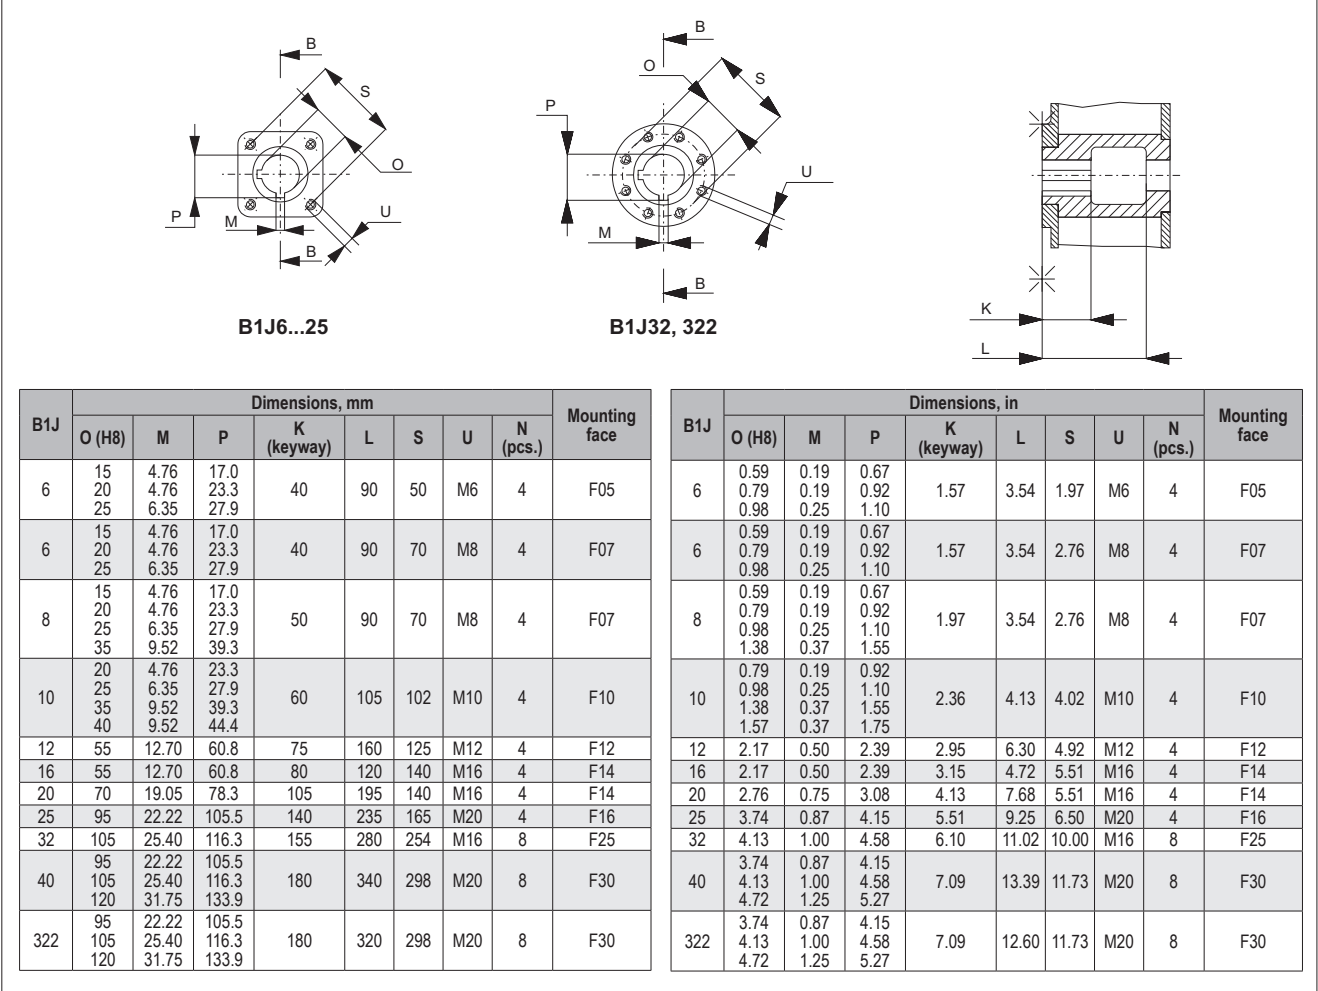 B
S
O
P
M
U
B
B1J6...25
B
O
S
P
U
M
B
B1J32, 322
K
L
B1J Dimensions, mm Mounting face
O (H8) M P K (keyway) L S U N (pcs.)
6 15 4.76 17.0 40 90 50 M6 4 F05
20 4.76 23.3
25 6.35 27.9
6 15 4.76 17.0 40 90 70 M8 4 F07
20 4.76 23.3
25 6.35 27.9
8 15 4.76 17.0 50 90 70 M8 4 F07
20 4.76 23.3
25 6.35 27.9
35 9.52 39.3
10 20 4.76 23.3 60 105 102 M10 4 F10
25 6.35 27.9
35 9.52 39.3
40 9.52 44.4
12 55 12.70 60.8 75 160 125 M12 4 F12
16 55 12.70 60.8 80 120 140 M16 4 F14
20 70 19.05 78.3 105 195 140 M16 4 F14
25 95 22.22 105.5 140 235 165 M20 4 F16
32 105 25.40 116.3 155 280 254 M16 8 F25
40 95 22.22 105.5 180 340 298 M20 8 F30
105 25.40 116.3
120 31.75 133.9
322 95 22.22 105.5 180 320 298 M20 8 F30
105 25.40 116.3
120 31.75 133.9
B1J Dimensions, in Mounting face
O (H8) M P K (keyway) L S U N (pcs.)
6 0.59 0.19 0.67 1.57 3.54 1.97 M6 4 F05
0.79 0.19 0.92
0.98 0.25 1.10
6 0.59 0.19 0.67 1.57 3.54 2.76 M8 4 F07
0.79 0.19 0.92
0.98 0.25 1.10
8 0.59 0.19 0.67 1.97 3.54 2.76 M8 4 F07
0.79 0.19 0.92
0.98 0.25 1.10
1.38 0.37 1.55
10 0.79 0.19 0.92 2.36 4.13 4.02 M10 4 F10
0.98 0.25 1.10
1.38 0.37 1.55
1.57 0.37 1.75
12 2.17 0.50 2.39 2.95 6.30 4.92 M12 4 F12
16 2.17 0.50 2.39 3.15 4.72 5.51 M16 4 F14
20 2.76 0.75 3.08 4.13 7.68 5.51 M16 4 F14
25 3.74 0.87 4.15 5.51 9.25 6.50 M20 4 F16
32 4.13 1.00 4.58 6.10 11.02 10.00 M16 8 F25
40 3.74 0.87 4.15 7.09 13.39 11.73 M20 8 F30
4.13 1.00 4.58
4.72 1.25 5.27
322 3.74 0.87 4.15 7.09 12.60 11.73 M20 8 F30
4.13 1.00 4.58
4.72 1.25 5.27